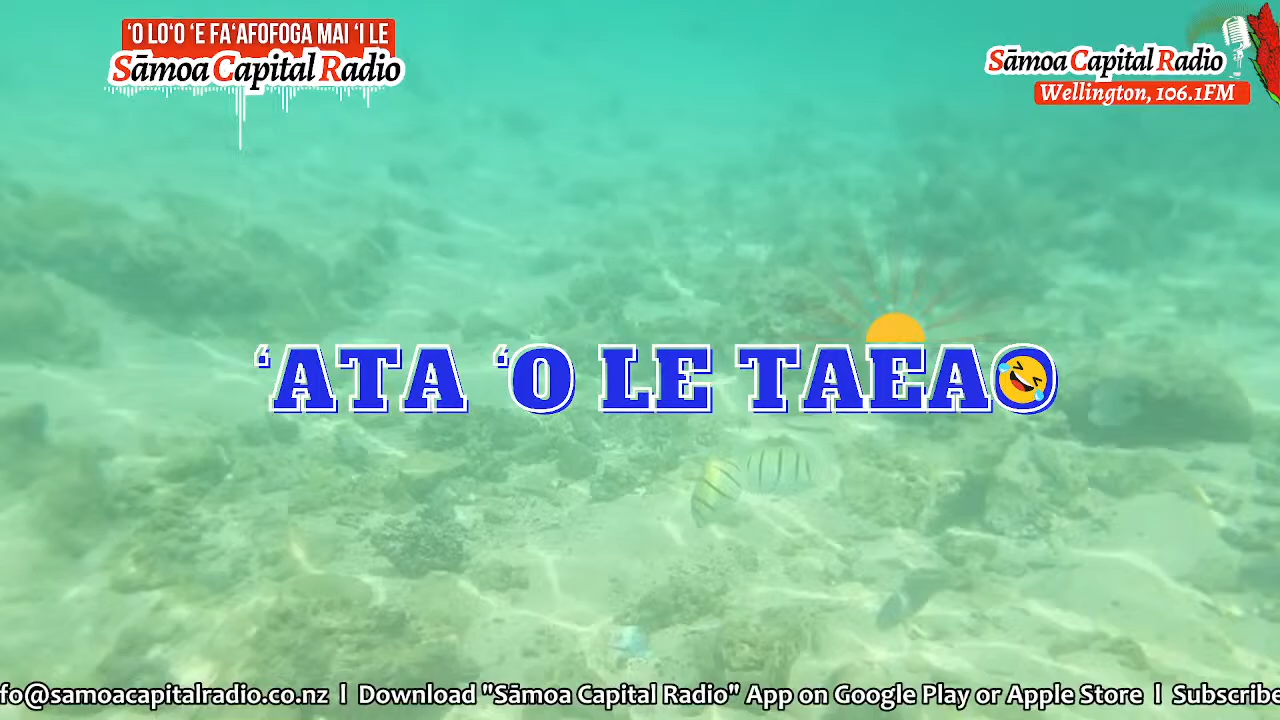 ‘O LO‘O ‘E FA‘AFOFOGA MAI ‘I LE
Sāmoa Capital Radio
Sāmoa Capital Radio
Wellington, 106.1FM
‘ATA ‘O LE TAEAO
fo@samoacapitalradio.co.nz | Download "Sāmoa Capital Radio" App on Google Play or Apple Store | Subscribe